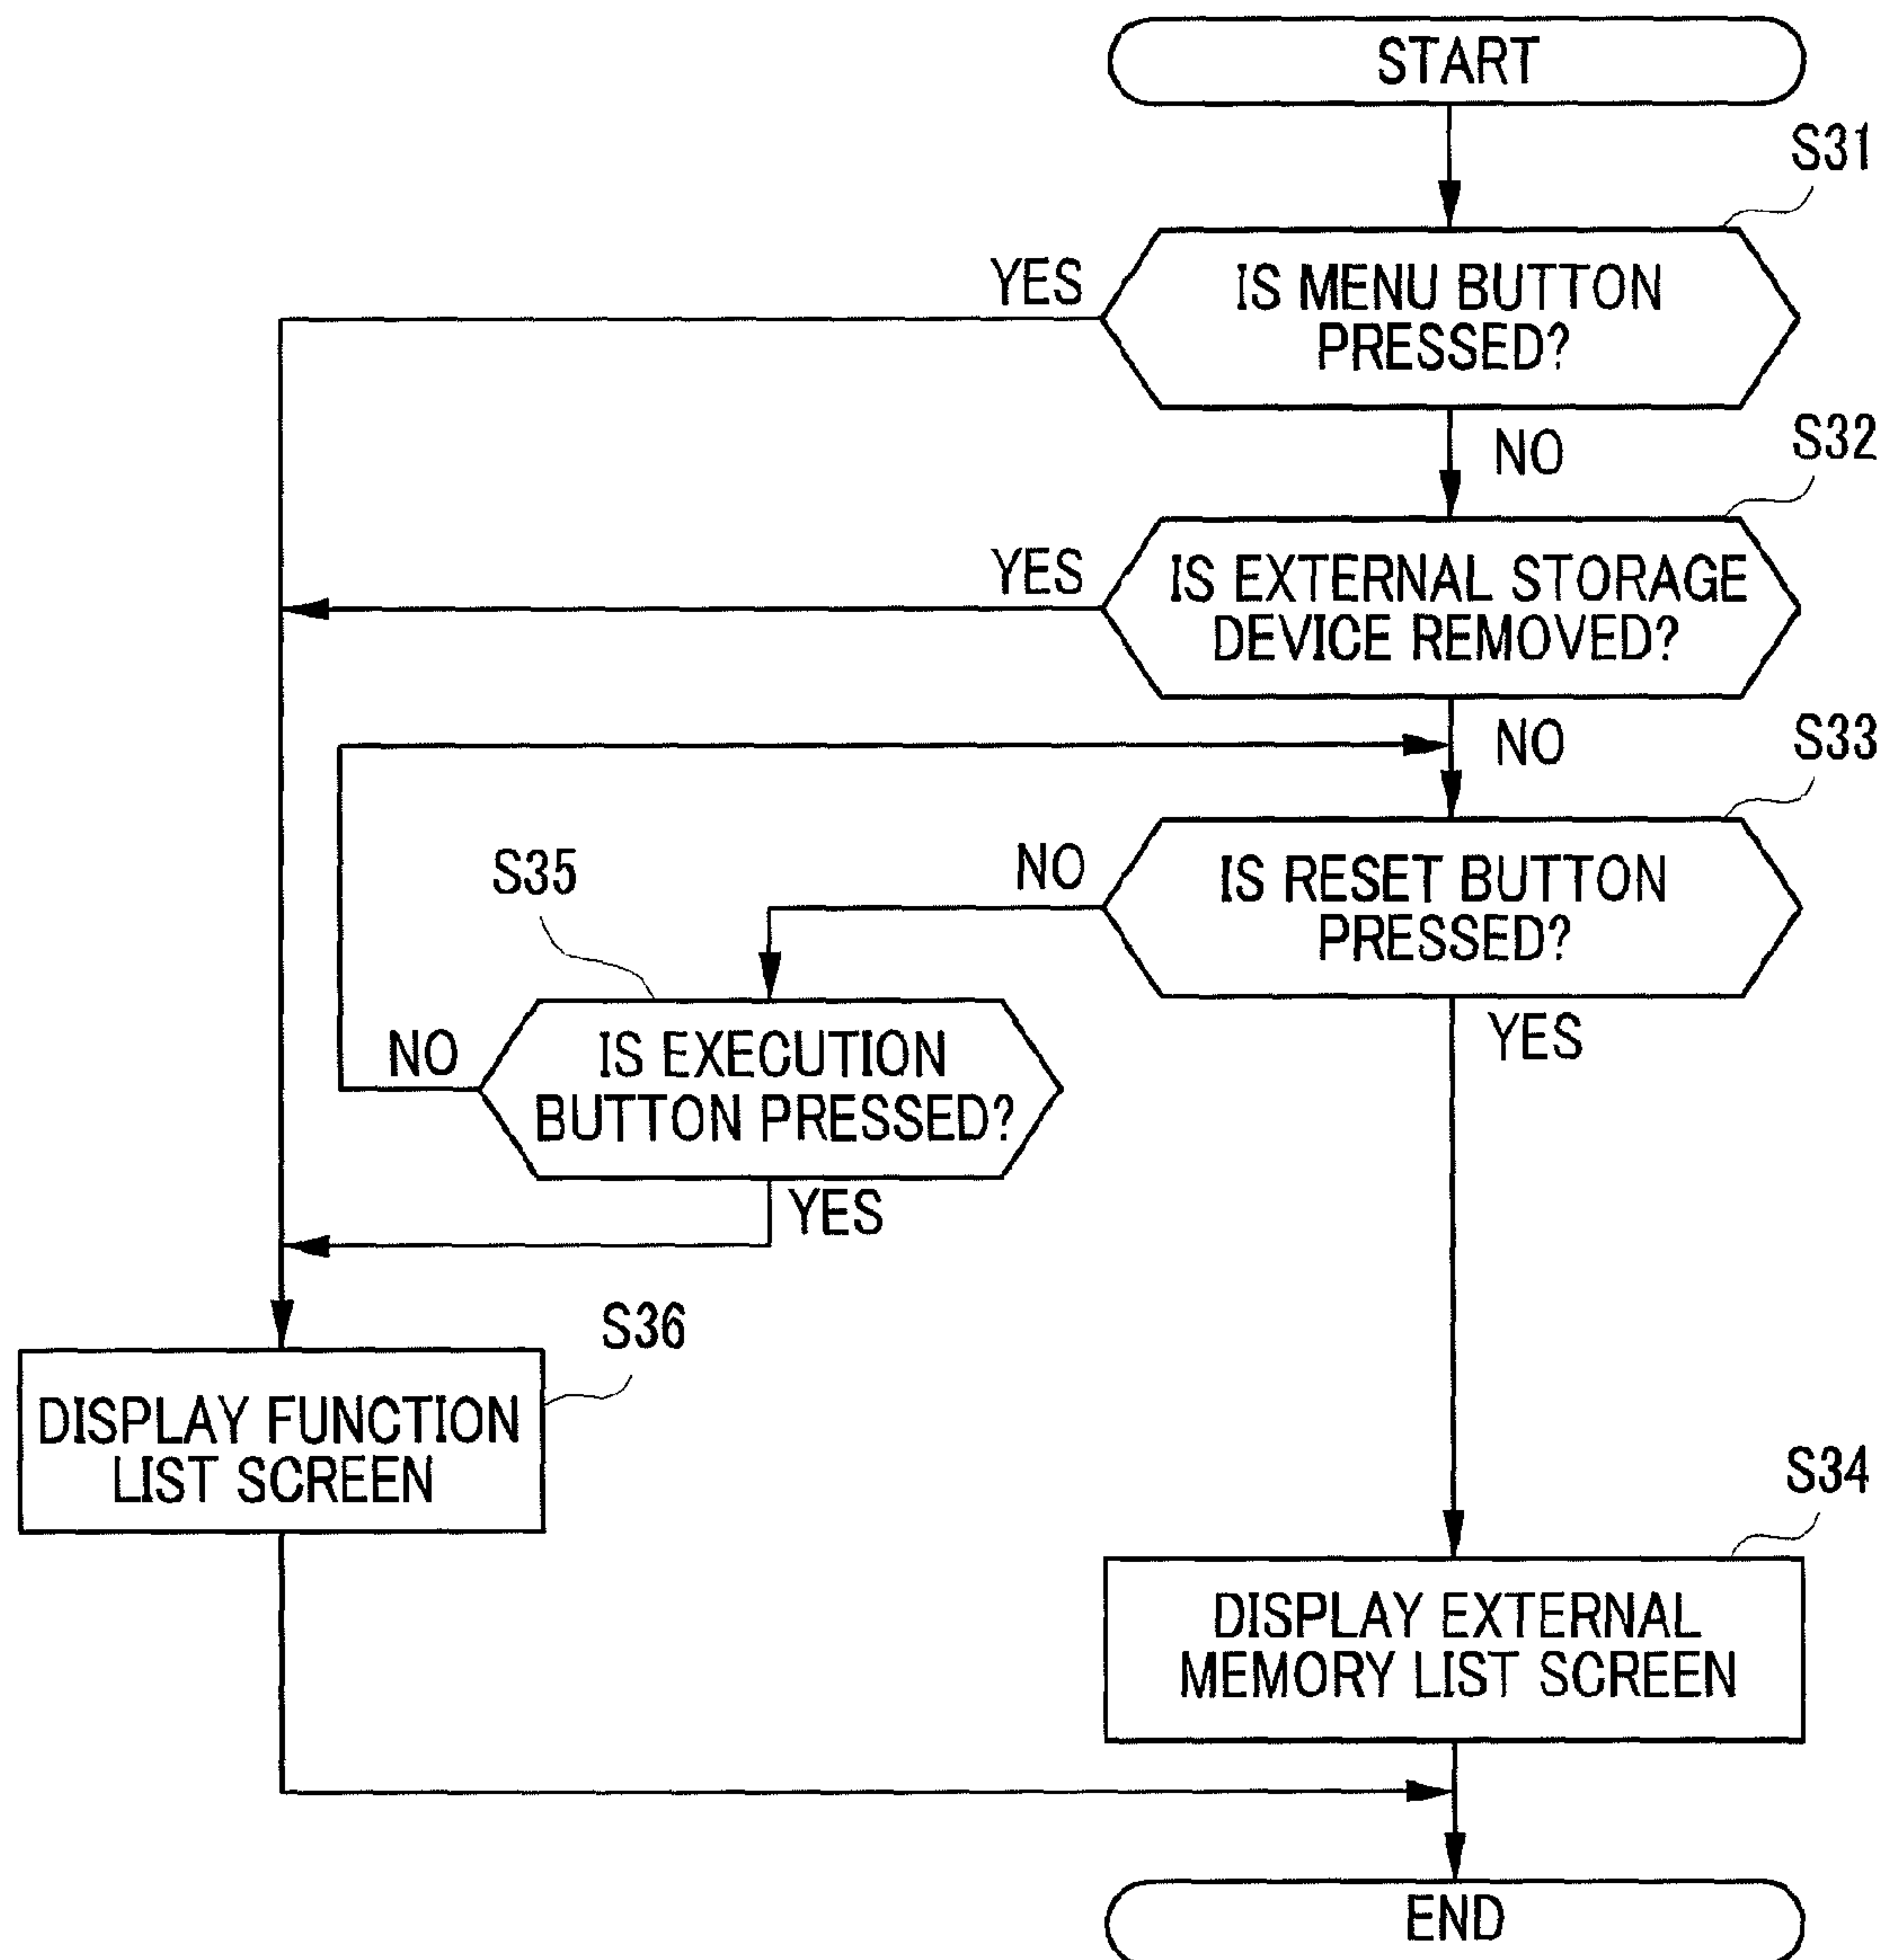 START
S31
IS MENU BUTTON
PRESSED?
YES
NO
S32
IS EXTERNAL STORAGE
DEVICE REMOVED?
YES
NO
S33
IS RESET BUTTON
PRESSED?
NO
YES
S35
IS EXECUTION
BUTTON PRESSED?
NO
YES
S36
DISPLAY FUNCTION
LIST SCREEN
S34
DISPLAY EXTERNAL
MEMORY LIST SCREEN
END